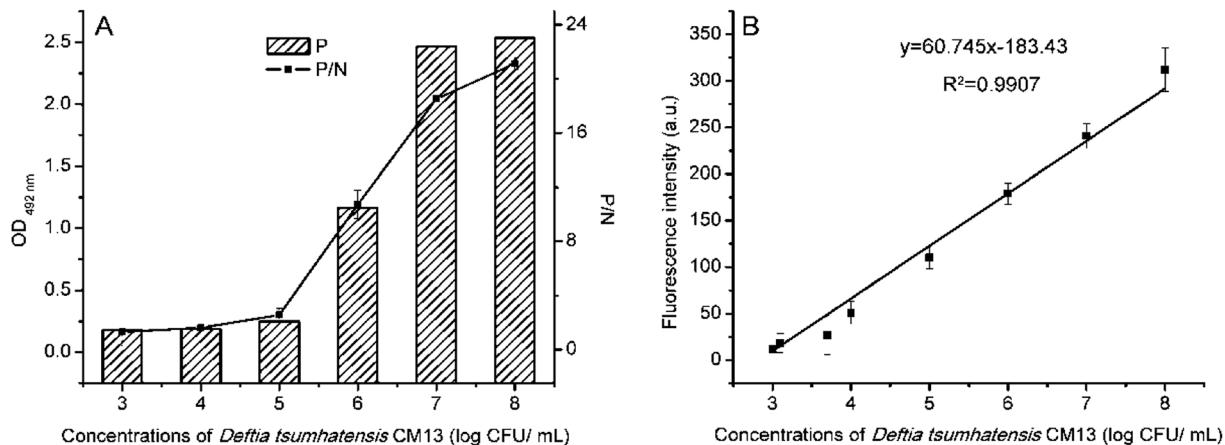 A
P
P/N
OD 492 nm
2.5
2.0
1.5
1.0
0.5
0.0
24
16
8
0
P/N
3 4 5 6 7 8
Concentrations of Deftia tsumhatensis CM13 (log CFU/ mL)
B
y=60.745x-183.43
R²=0.9907
Fluorescence intensity (a.u.)
350
300
250
200
150
100
50
0
3 4 5 6 7 8
Concentrations of Deftia tsumhatensis CM13 (log CFU/ mL)